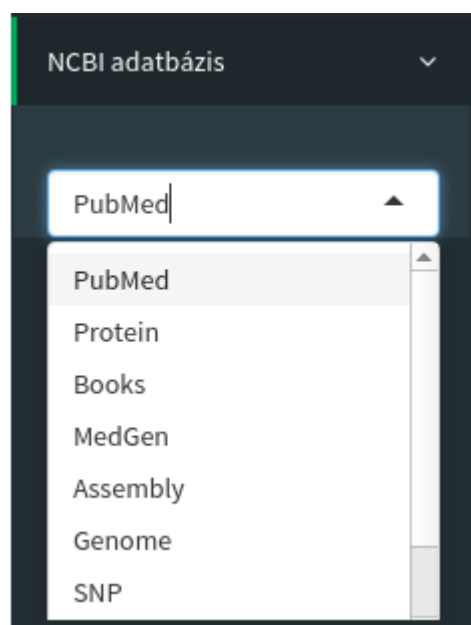 NCBI adatbázis
PubMed
PubMed
Protein
Books
MedGen
Assembly
Genome
SNP